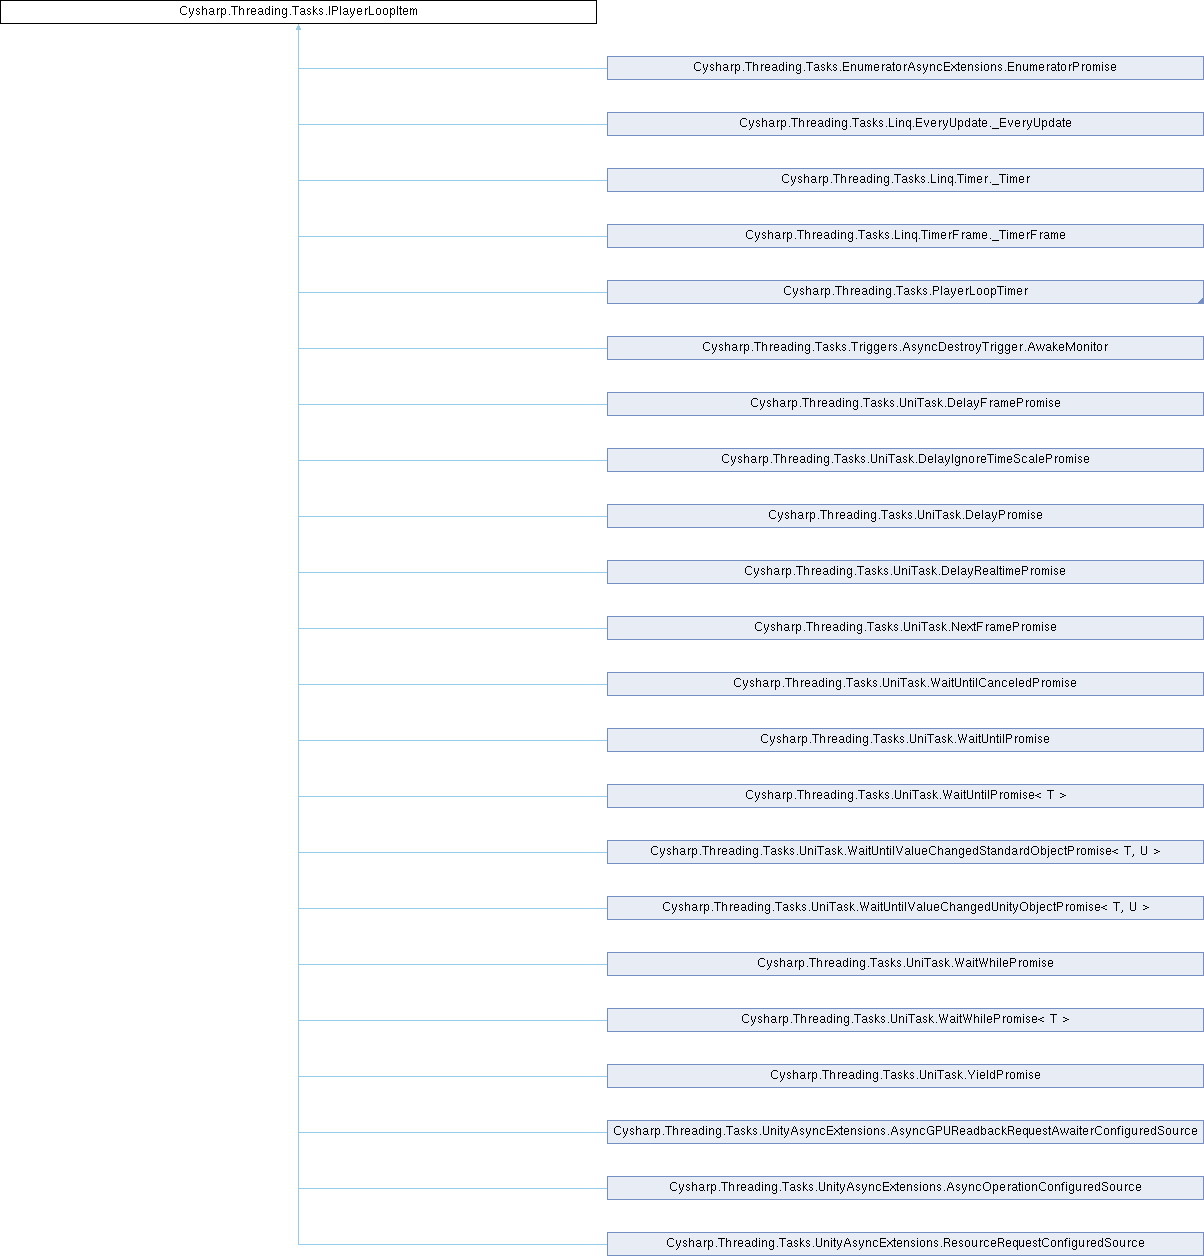 Cysharp.Threading.Tasks.IPlayerLoopItem
Cysharp.Threading.Tasks.EnumeratorAsyncExtensions.EnumeratorPromise
Cysharp.Threading.Tasks.Linq.EveryUpdate._EveryUpdate
Cysharp.Threading.Tasks.Linq.Timer._Timer
Cysharp.Threading.Tasks.Linq.TimerFrame._TimerFrame
Cysharp.Threading.Tasks.PlayerLoopTimer
Cysharp.Threading.Tasks.Triggers.AsyncDestroyTrigger.AwakeMonitor
Cysharp.Threading.Tasks.UniTask.DelayFramePromise
Cysharp.Threading.Tasks.UniTask.DelayIgnoreTimeScalePromise
Cysharp.Threading.Tasks.UniTask.DelayPromise
Cysharp.Threading.Tasks.UniTask.DelayRealtimePromise
Cysharp.Threading.Tasks.UniTask.NextFramePromise
Cysharp.Threading.Tasks.UniTask.WaitUntilCanceledPromise
Cysharp.Threading.Tasks.UniTask.WaitUntilPromise
Cysharp.Threading.Tasks.UniTask.WaitUntilPromise< T >
Cysharp.Threading.Tasks.UniTask.WaitUntilValueChangedStandardObjectPromise< T, U >
Cysharp.Threading.Tasks.UniTask.WaitUntilValueChangedUnityObjectPromise< T, U >
Cysharp.Threading.Tasks.UniTask.WaitWhilePromise
Cysharp.Threading.Tasks.UniTask.WaitWhilePromise< T >
Cysharp.Threading.Tasks.UniTask.YieldPromise
Cysharp.Threading.Tasks.UnityAsyncExtensions.AsyncGPUReadbackRequestAwaiterConfiguredSource
Cysharp.Threading.Tasks.UnityAsyncExtensions.AsyncOperationConfiguredSource
Cysharp.Threading.Tasks.UnityAsyncExtensions.ResourceRequestConfiguredSource